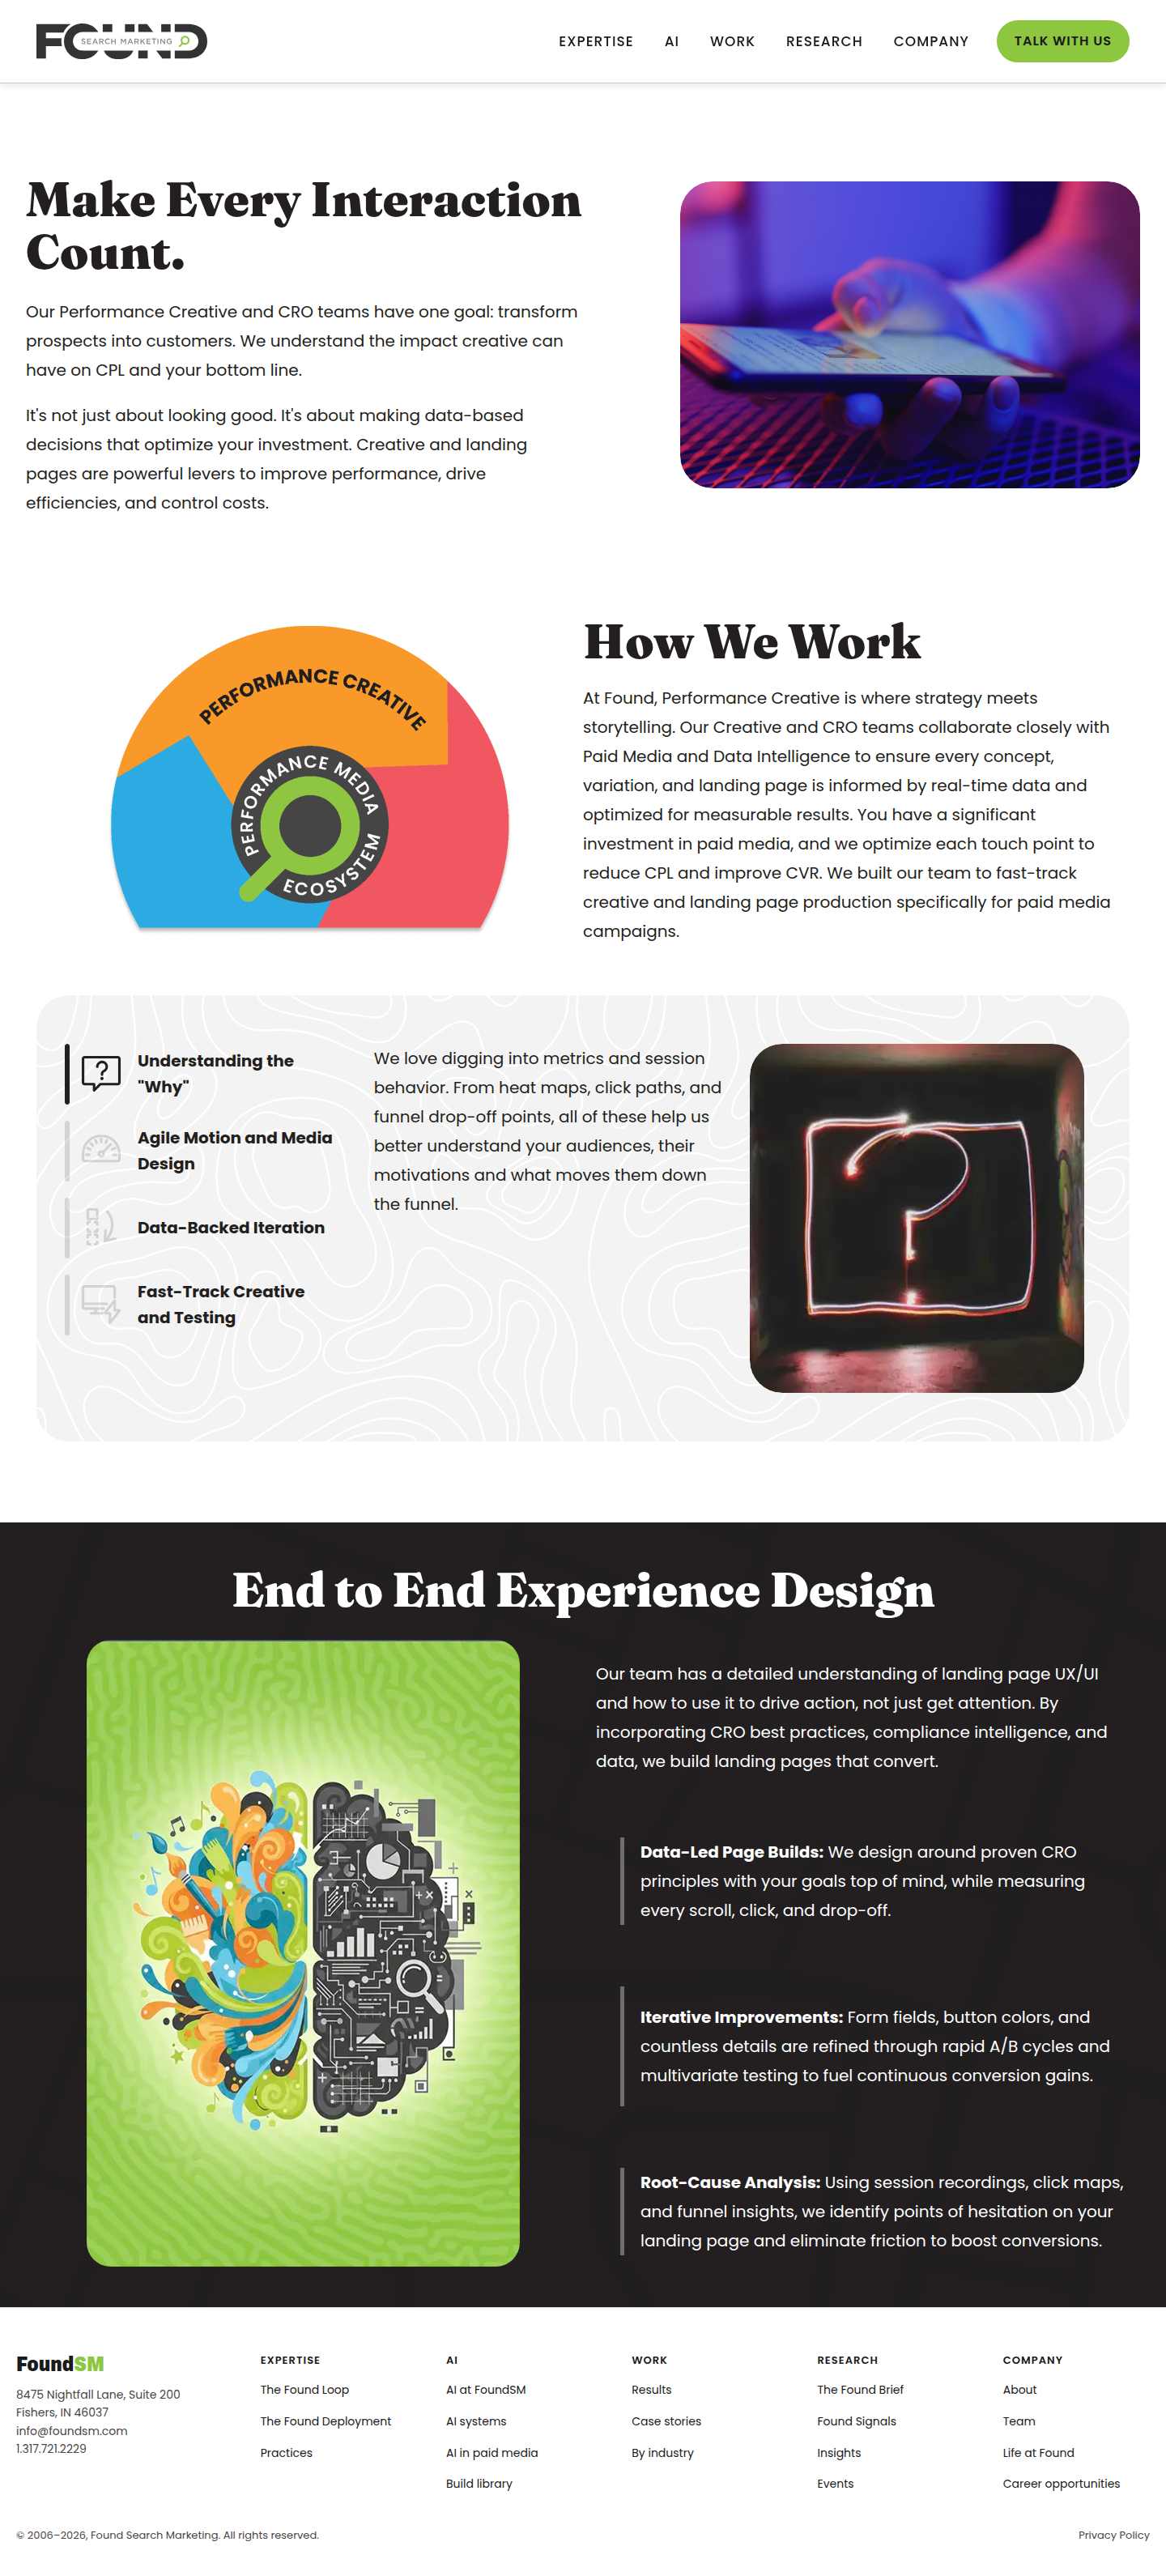 FOUND
SEARCH MARKETING
EXPERTISE
AI
WORK
RESEARCH
COMPANY
TALK WITH US
Make Every Interaction
Count.
Our Performance Creative and CRO teams have one goal: transform
prospects into customers. We understand the impact creative can
have on CPL and your bottom line.
It's not just about looking good. It's about making data-based
decisions that optimize your investment. Creative and landing
pages are powerful levers to improve performance, drive
efficiencies, and control costs.
PERFORMANCE CREATIVE
PERFORMANCE MEDIA
ECOSYSTEM
How We Work
At Found, Performance Creative is where strategy meets
storytelling. Our Creative and CRO teams collaborate closely with
Paid Media and Data Intelligence to ensure every concept,
variation, and landing page is informed by real-time data and
optimized for measurable results. You have a significant
investment in paid media, and we optimize each touch point to
reduce CPL and improve CVR. We built our team to fast-track
creative and landing page production specifically for paid media
campaigns.
Understanding the
"Why"
Agile Motion and Media
Design
Data-Backed Iteration
Fast-Track Creative
and Testing
We love digging into metrics and session
behavior. From heat maps, click paths, and
funnel drop-off points, all of these help us
better understand your audiences, their
motivations and what moves them down
the funnel.
?
End to End Experience Design
Our team has a detailed understanding of landing page UX/UI
and how to use it to drive action, not just get attention. By
incorporating CRO best practices, compliance intelligence, and
data, we build landing pages that convert.
Data-Led Page Builds: We design around proven CRO
principles with your goals top of mind, while measuring
every scroll, click, and drop-off.
Iterative Improvements: Form fields, button colors, and
countless details are refined through rapid A/B cycles and
multivariate testing to fuel continuous conversion gains.
Root-Cause Analysis: Using session recordings, click maps,
and funnel insights, we identify points of hesitation on your
landing page and eliminate friction to boost conversions.
FoundSM
8475 Nightfall Lane, Suite 200
Fishers, IN 46037
info@foundsm.com
1.317.721.2229
EXPERTISE
The Found Loop
The Found Deployment
Practices
AI
AI at FoundSM
AI systems
AI in paid media
Build library
WORK
Results
Case stories
By industry
RESEARCH
The Found Brief
Found Signals
Insights
Events
COMPANY
About
Team
Life at Found
Career opportunities
© 2006–2026, Found Search Marketing. All rights reserved.
Privacy Policy